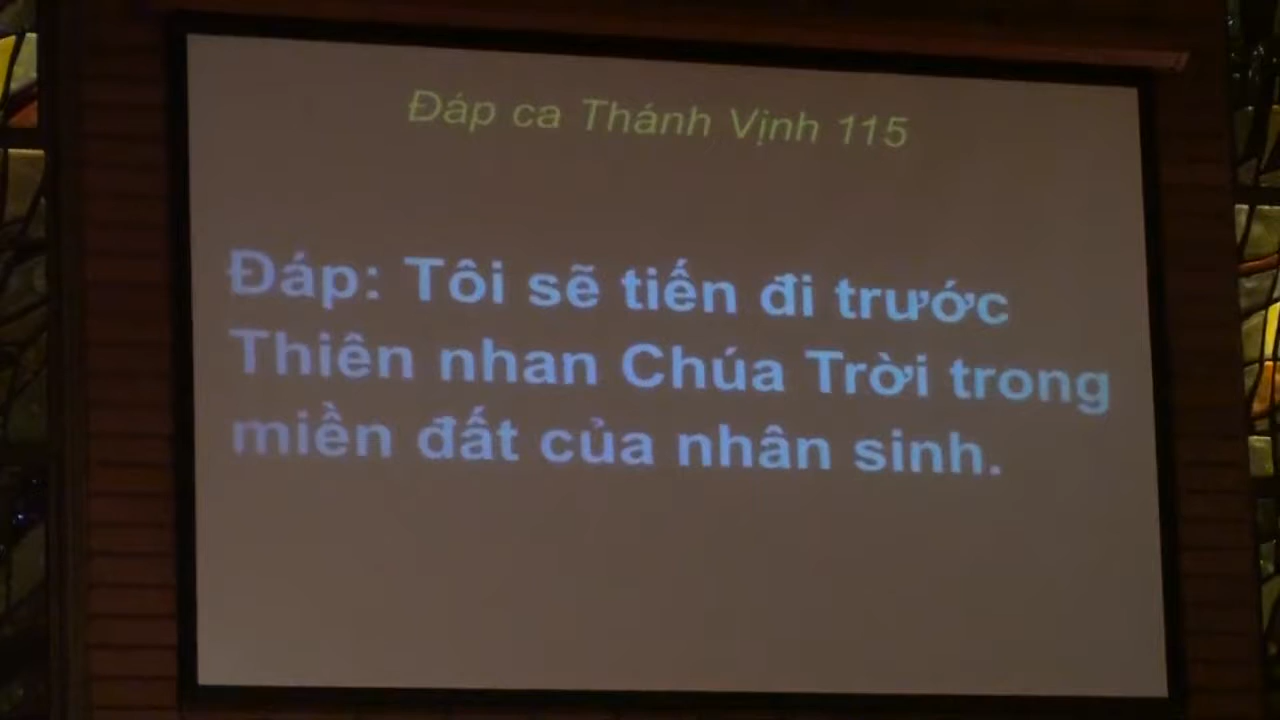 Đáp ca Thánh Vịnh 115
Đáp: Tôi sẽ tiến đi trước
Thiên nhan Chúa Trời trong
miền đất của nhân sinh.